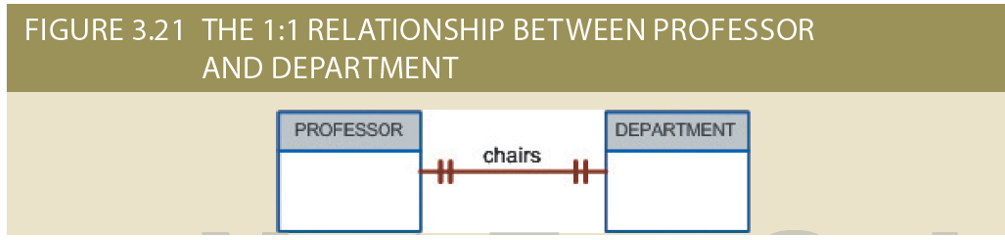 FIGURE 3.21 THE 1:1 RELATIONSHIP BETWEEN PROFESSOR
AND DEPARTMENT
PROFESSOR
DEPARTMENT
chairs